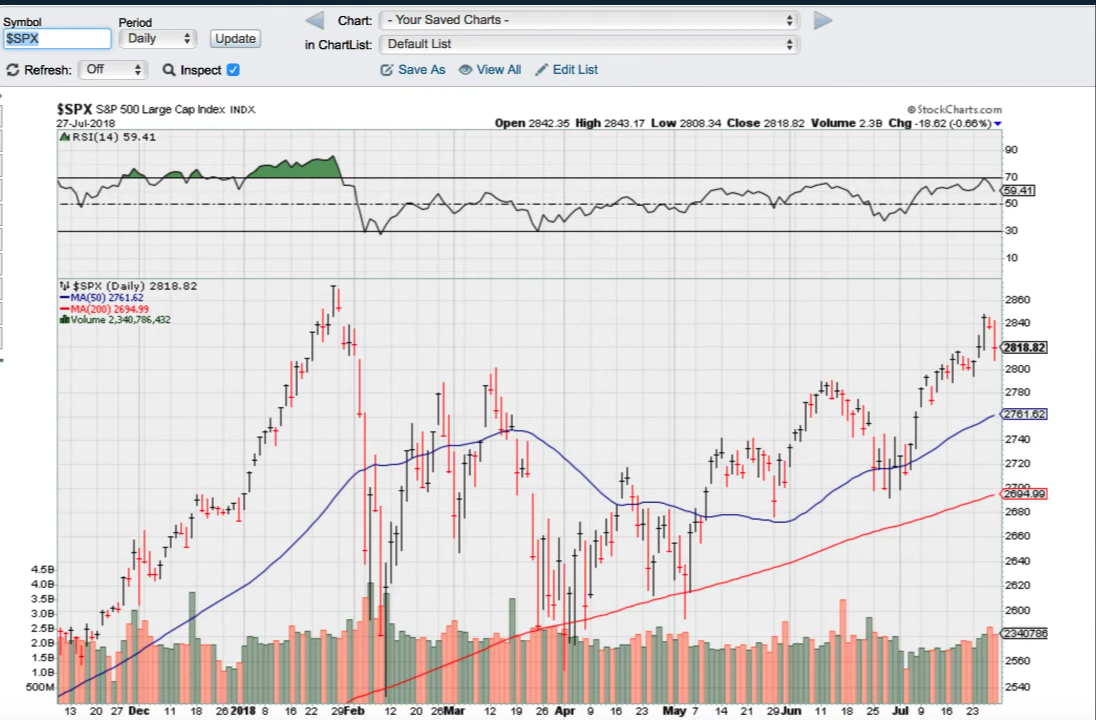 Symbol Period Chart: - Your Saved Charts -
$SPX Daily Update in ChartList: Default List
Refresh: Off Inspect Save As View All Edit List
$SPX S&P 500 Large Cap Index INDX © StockCharts.com
27-Jul-2018 Open 2842.35 High 2843.17 Low 2808.34 Close 2818.82 Volume 2.3B Chg -18.62 (-0.66%)
RSI(14) 59.41
90
70
59.41
50
30
10
$SPX (Daily) 2818.82
MA(50) 2761.62
MA(200) 2694.99
Volume 2,340,786,432
2860
2840
2818.82
2800
2780
2761.62
2740
2720
2700
2694.99
2680
2660
2640
2620
2600
2340786
2560
2540
4.5B
4.0B
3.5B
3.0B
2.5B
2.0B
1.5B
1.0B
500M
13 20 27 Dec 11 18 26 2018 8 16 22 29 Feb 12 20 26 Mar 12 19 26 Apr 9 16 23 May 7 14 21 29 Jun 11 18 25 Jul 9 16 23